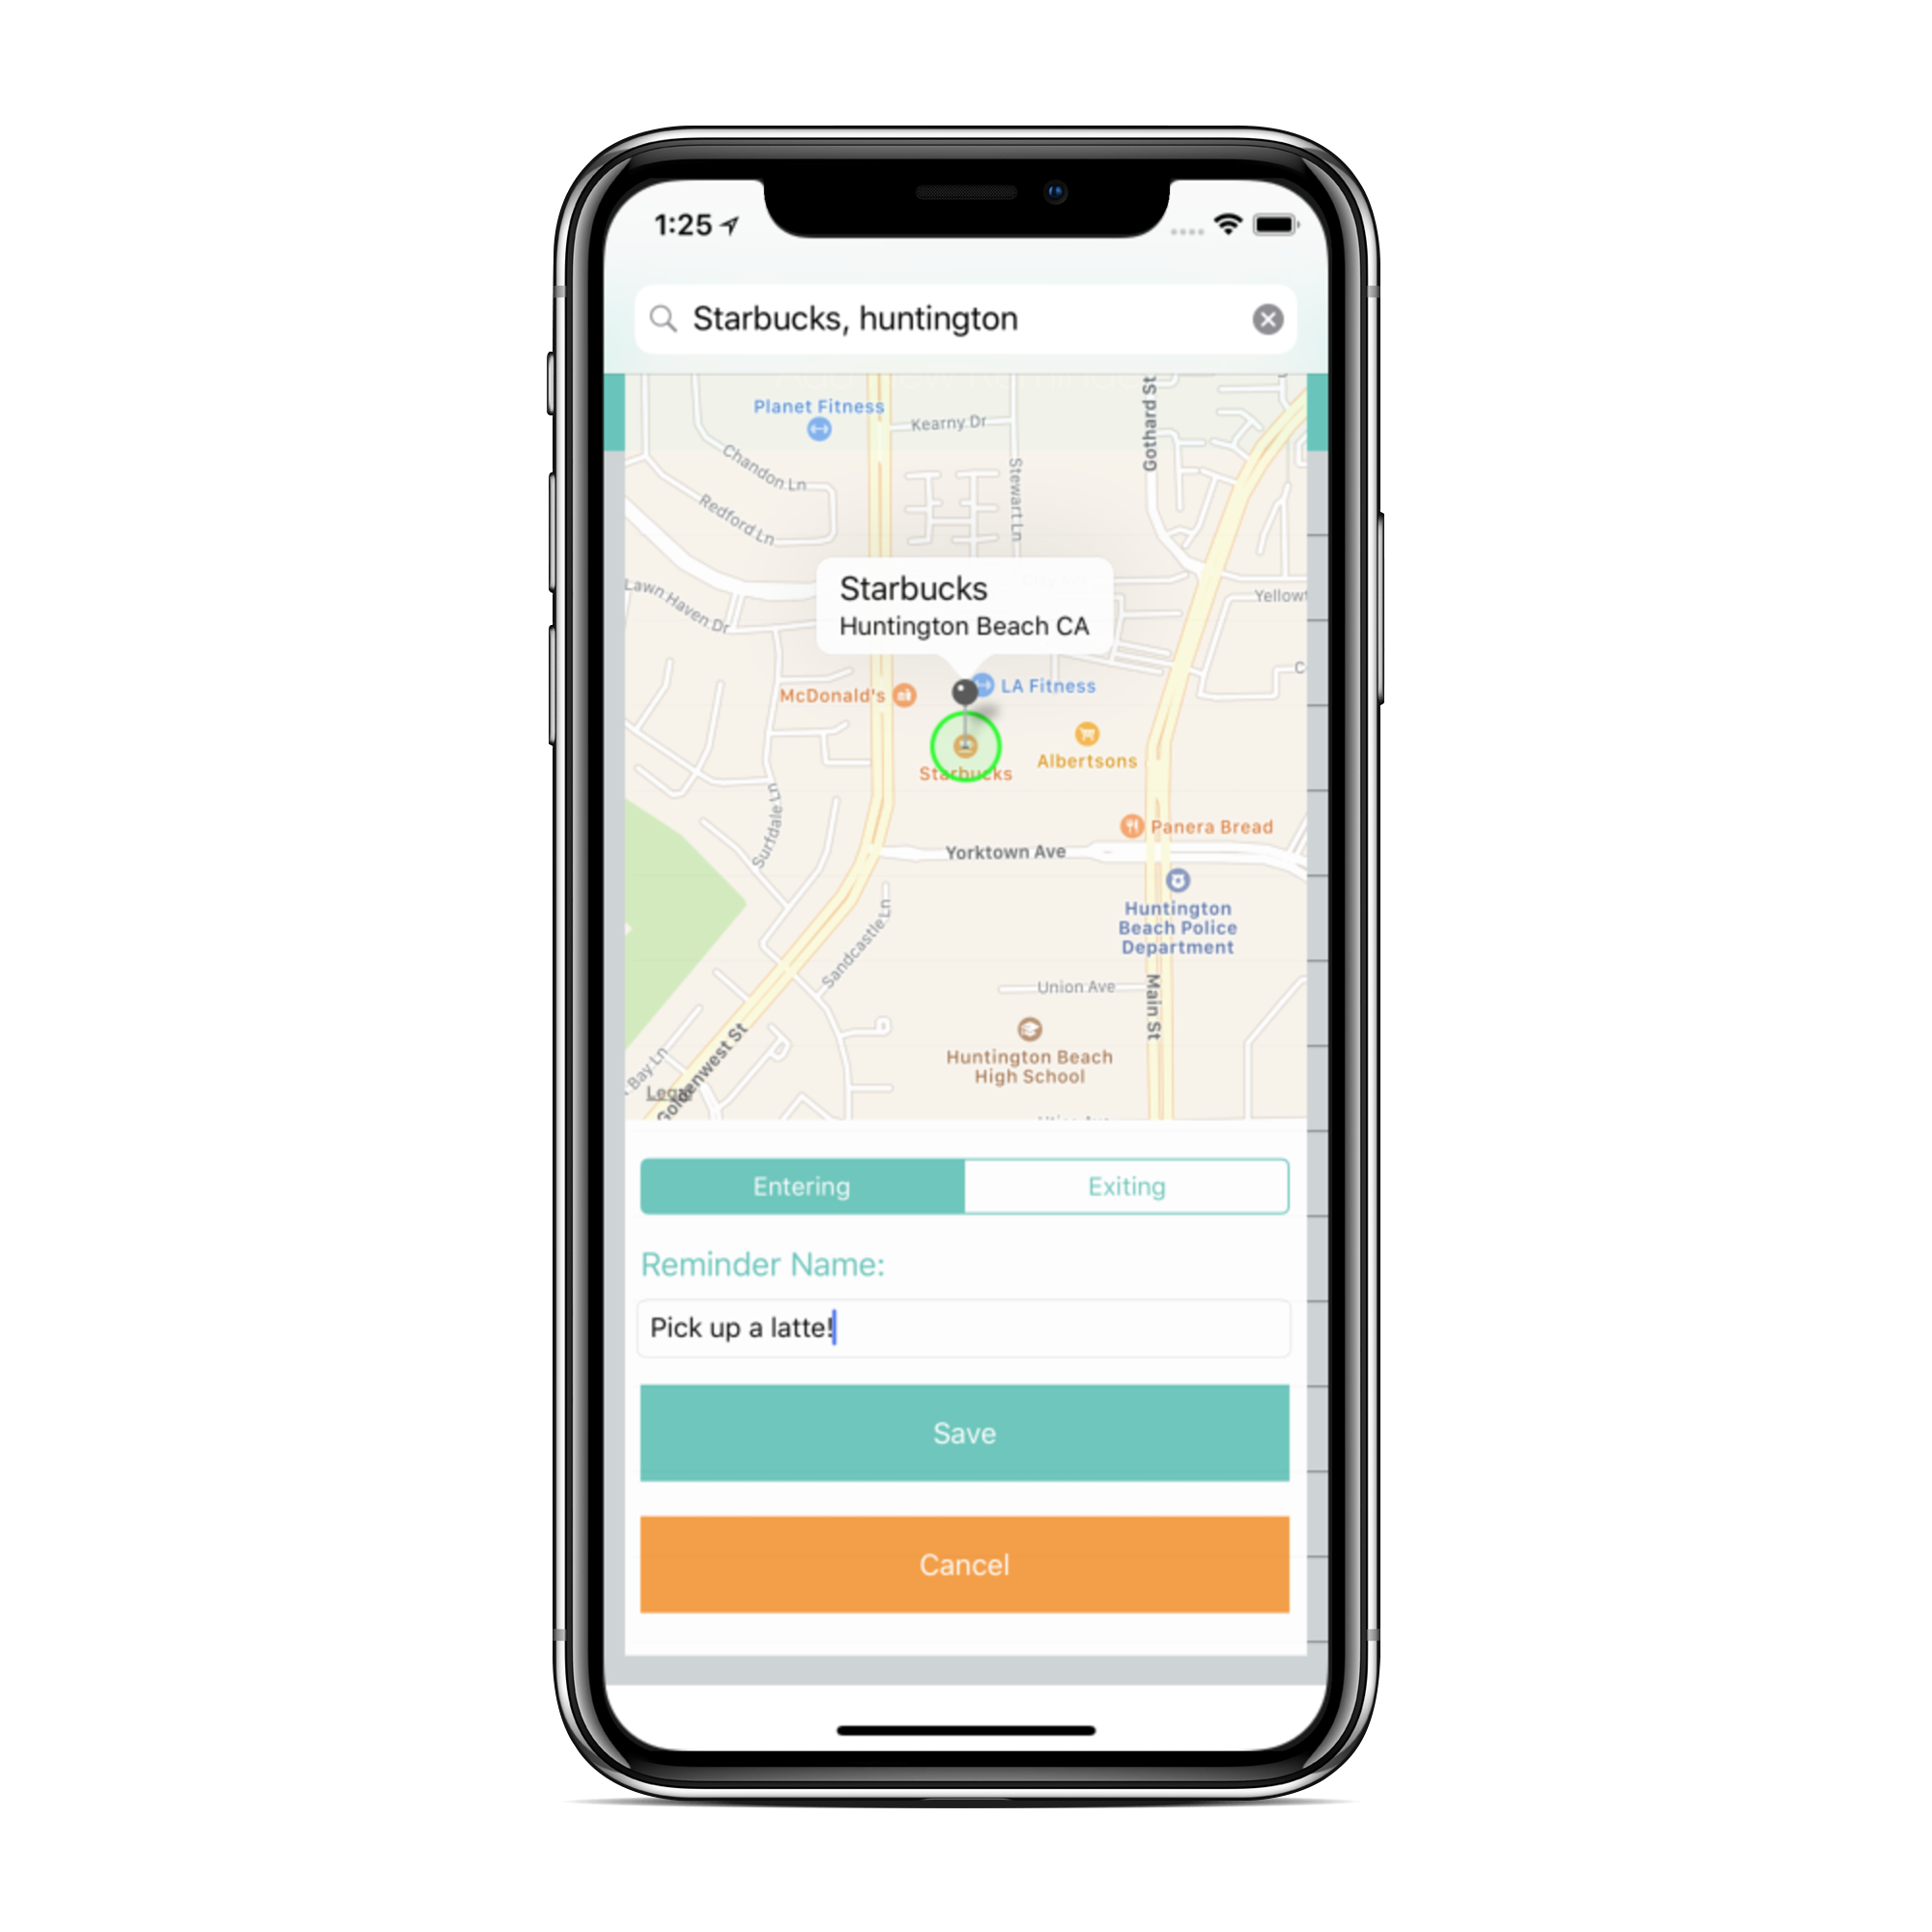 1:25
Starbucks, huntington
Planet Fitness
Kearny Dr
Gothard St
Chandon Ln
Redford Ln
Stewart Ln
Lawn Haven Dr
Starbucks
Huntington Beach CA
McDonald's
LA Fitness
Starbucks
Albertsons
Surfdale Ln
Panera Bread
Yorktown Ave
Huntington
Beach Police
Department
Sandcastle Ln
Union Ave
Main St
Huntington Beach
High School
Bay Ln
Goldenwest St
Legal
Entering
Exiting
Reminder Name:
Pick up a latte!
Save
Cancel